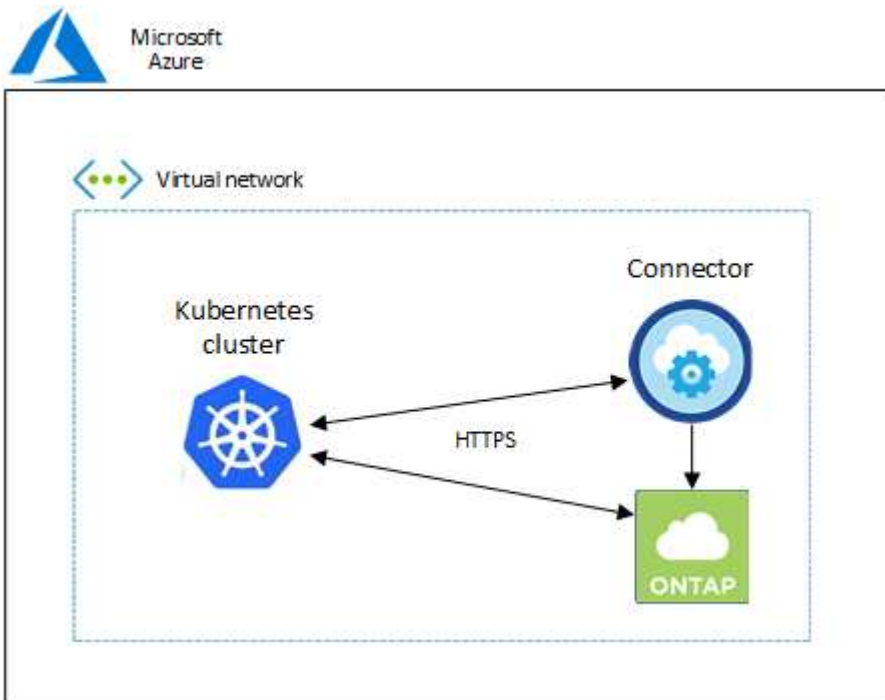 Microsoft
Azure
Virtual network
Connector
Kubernetes
cluster
HTTPS
ONTAP